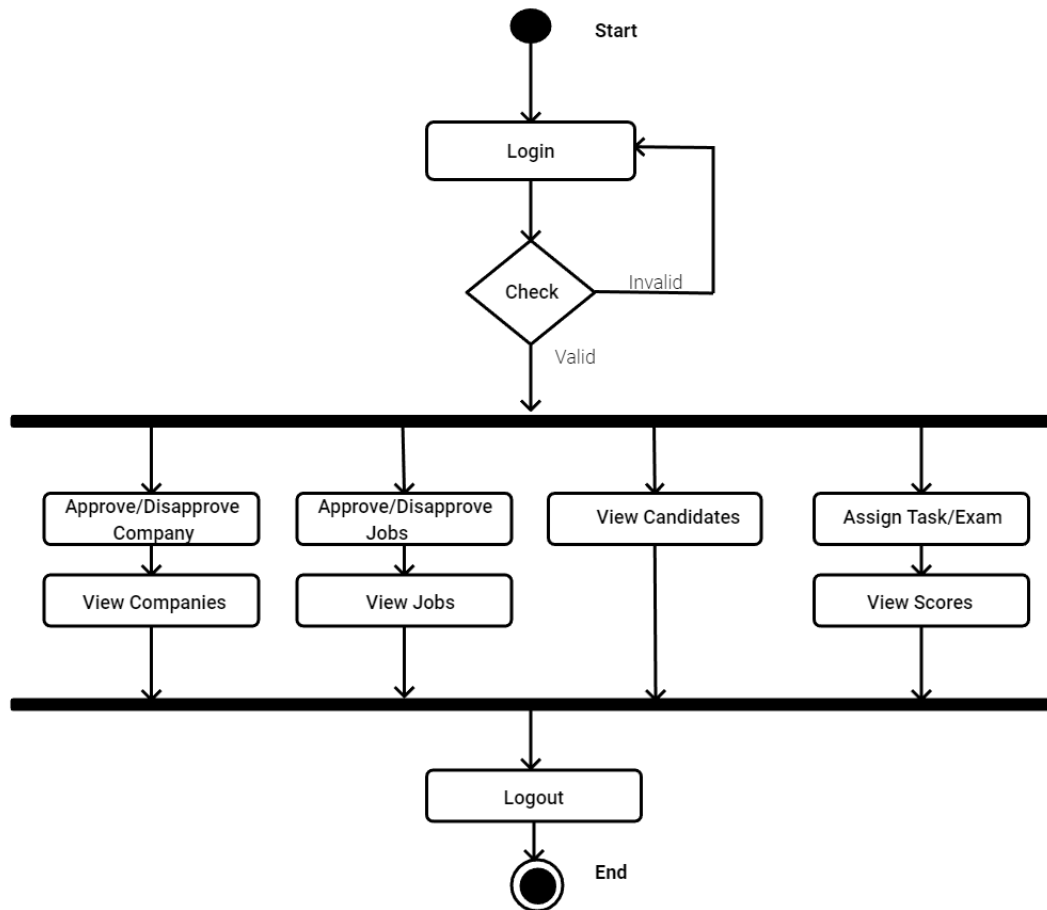 Start
Login
Invalid
Check
Valid
Approve/Disapprove
Company
Approve/Disapprove
Jobs
View Candidates
Assign Task/Exam
View Companies
View Jobs
View Scores
Logout
End